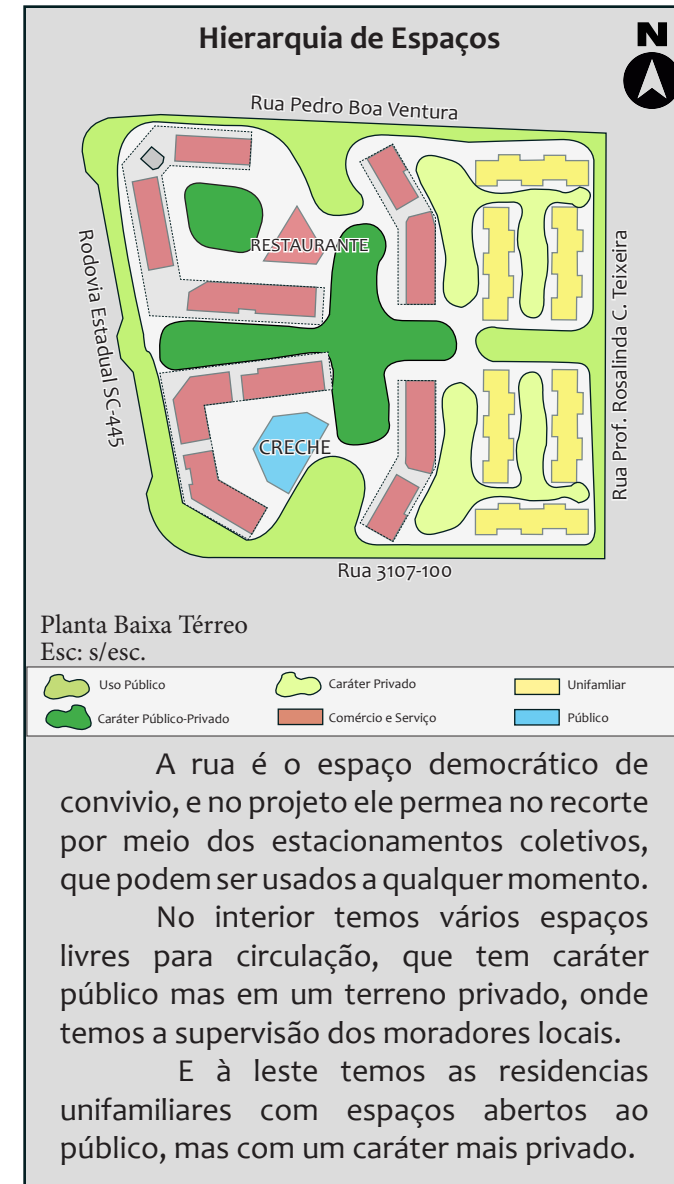 Hierarquia de Espaços
N
Rua Pedro Boa Ventura
RESTAURANTE
Rodovia Estadual SC-445
Rua Prof. Rosalinda C. Teixeira
CRECHE
Rua 3107-100
Planta Baixa Térreo
Esc: s/esc.
Uso Público
Caráter Privado
Unifamliar
Caráter Público-Privado
Comércio e Serviço
Público
A rua é o espaço democrático de
convivio, e no projeto ele permea no recorte
por meio dos estacionamentos coletivos,
que podem ser usados a qualquer momento.
No interior temos vários espaços
livres para circulação, que tem caráter
público mas em um terreno privado, onde
temos a supervisão dos moradores locais.
E à leste temos as residencias
unifamiliares com espaços abertos ao
público, mas com um caráter mais privado.